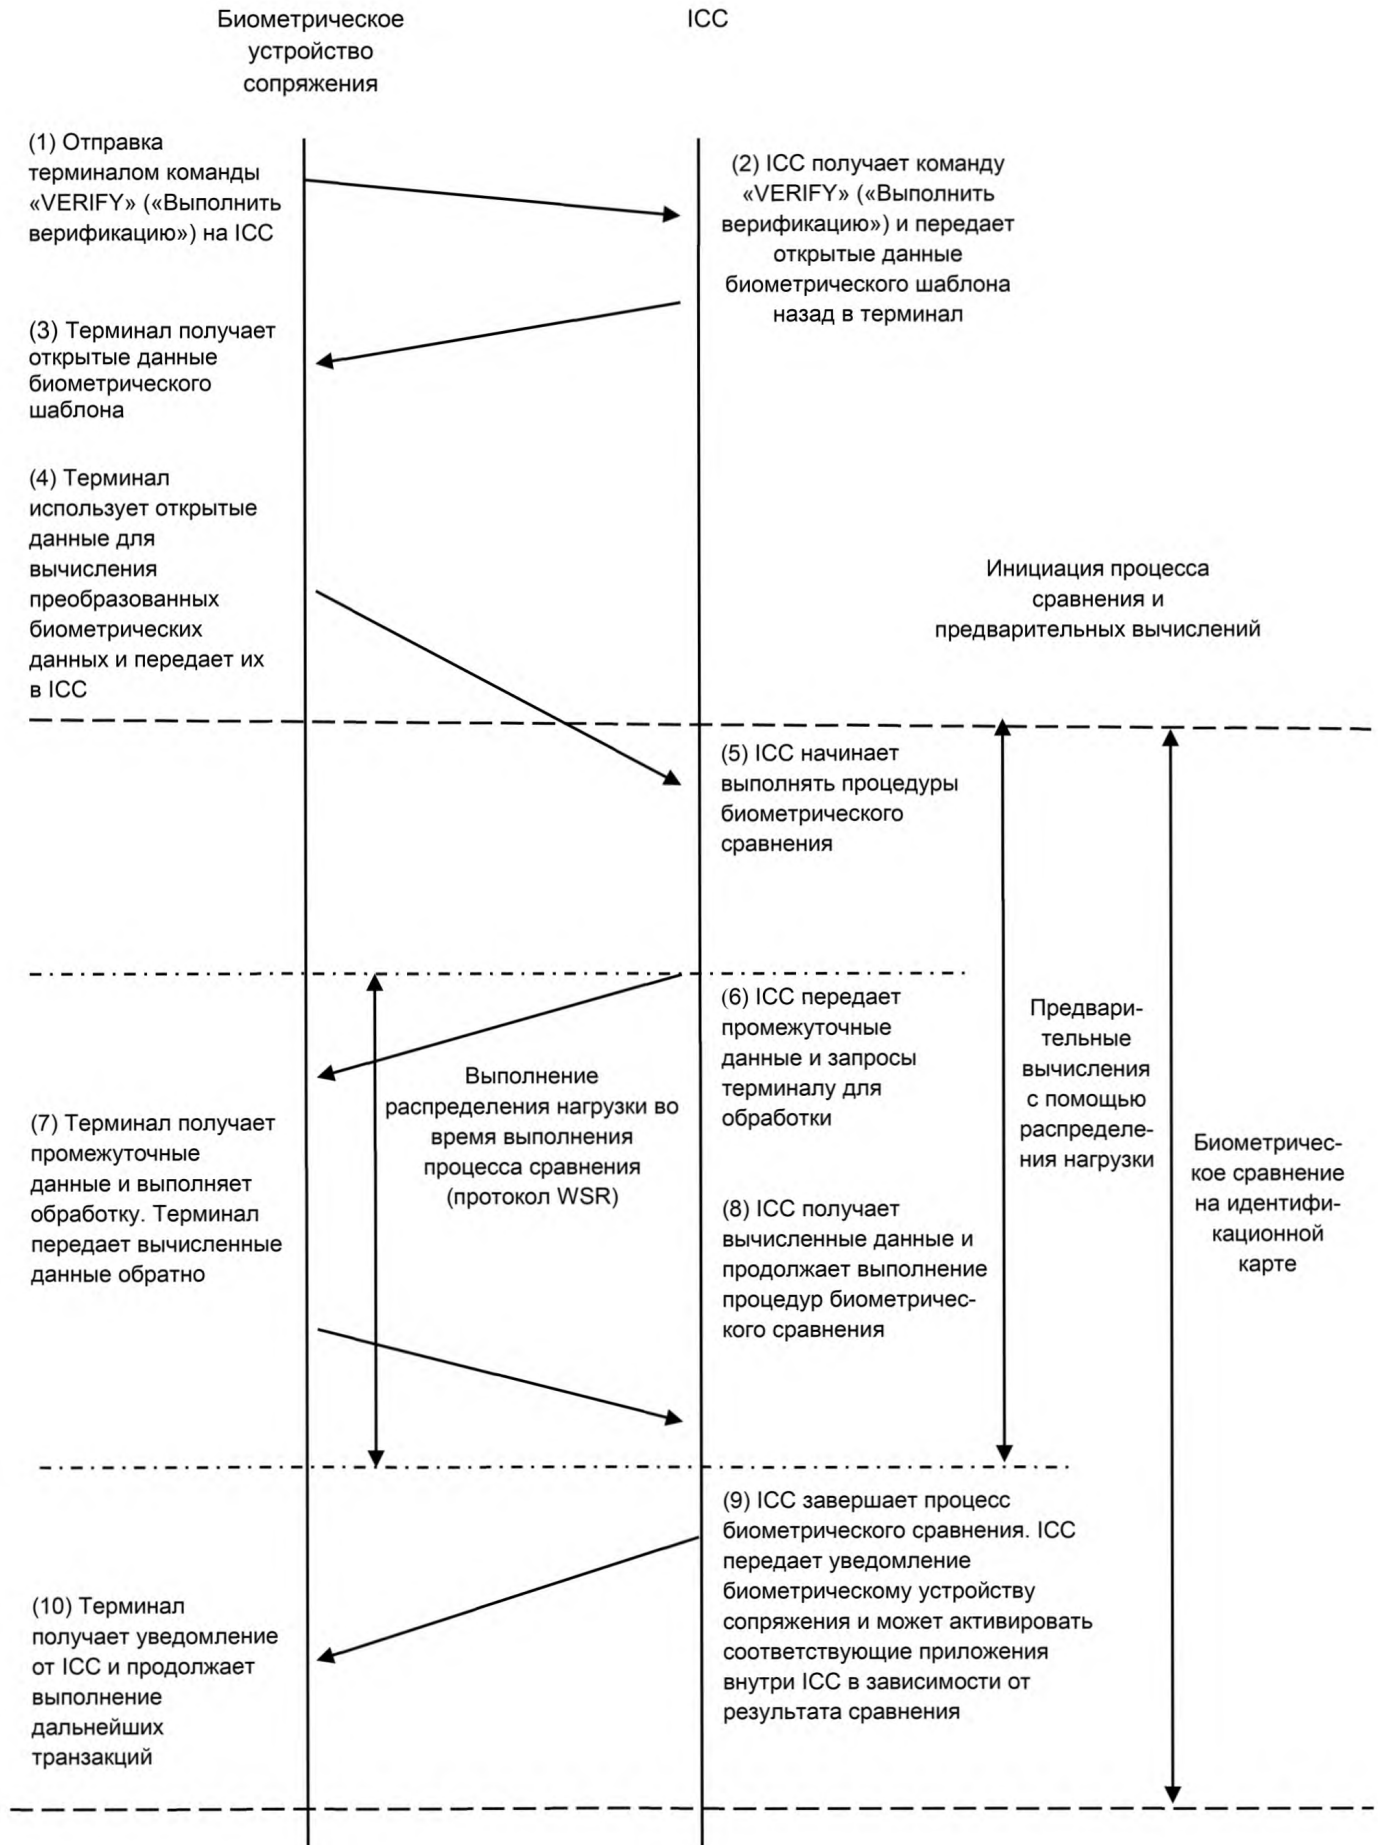 Биометрическое
устройство
сопряжения
ICC
(1) Отправка
терминалом команды
«VERIFY» («Выполнить
верификацию») на ICC
(2) ICC получает команду
«VERIFY» («Выполнить
верификацию») и передает
открытые данные
биометрического шаблона
назад в терминал
(3) Терминал получает
открытые данные
биометрического
шаблона
(4) Терминал
использует открытые
данные для
вычисления
преобразованных
биометрических
данных и передает их
в ICC
Инициация процесса
сравнения и
предварительных вычислений
(5) ICC начинает
выполнять процедуры
биометрического
сравнения
(6) ICC передает
промежуточные
данные и запросы
терминалу для
обработки
Предвари-
тельные
вычисления
с помощью
распределе-
ния нагрузки
Выполнение
распределения нагрузки во
время выполнения
процесса сравнения
(протокол WSR)
(7) Терминал получает
промежуточные
данные и выполняет
обработку. Терминал
передает вычисленные
данные обратно
Биометричес-
кое сравнение
на идентифи-
кационной
карте
(8) ICC получает
вычисленные данные и
продолжает выполнение
процедур биометричес-
кого сравнения
(9) ICC завершает процесс
биометрического сравнения. ICC
передает уведомление
биометрическому устройству
сопряжения и может активировать
соответствующие приложения
внутри ICC в зависимости от
результата сравнения
(10) Терминал
получает уведомление
от ICC и продолжает
выполнение
дальнейших
транзакций